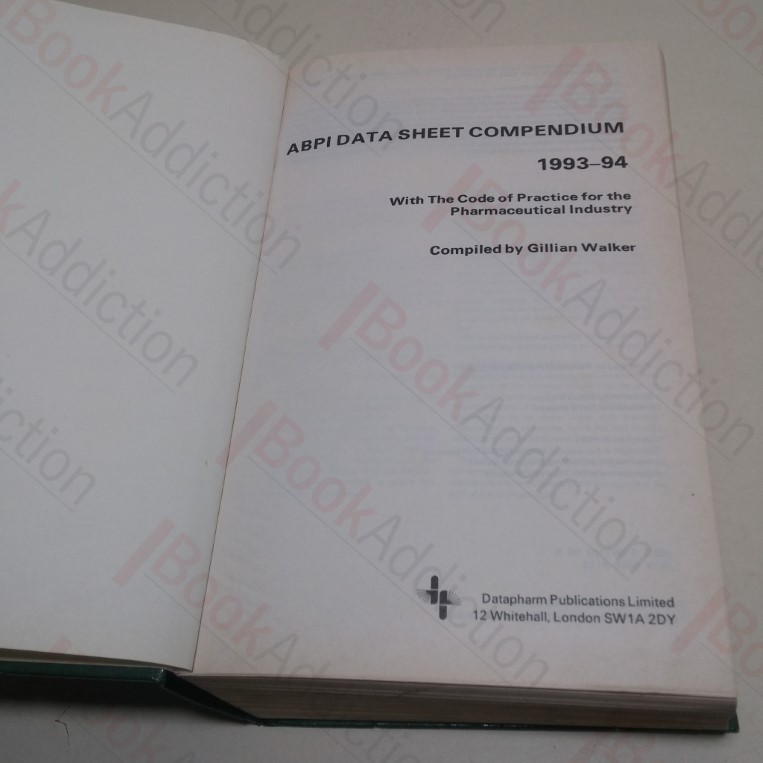 ABPI DATA SHEET COMPENDIUM
1993–94
With The Code of Practice for the
Pharmaceutical Industry
Compiled by Gillian Walker
Datapharm Publications Limited
12 Whitehall, London SW1A 2DY
BookAddiction